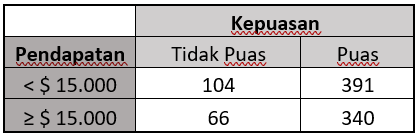 Kepuasan
Pendapatan Tidak Puas Puas
< $ 15.000 104 391
≥ $ 15.000 66 340